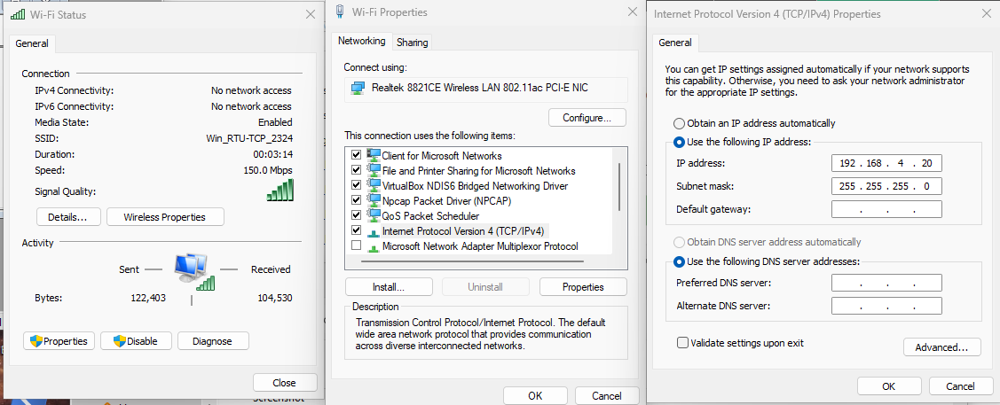 Wi-Fi Status
General
Connection
IPv4 Connectivity: No network access
IPv6 Connectivity: No network access
Media State: Enabled
SSID: Win_RTU-TCP_2324
Duration: 00:03:14
Speed: 150.0 Mbps
Signal Quality:
Details... Wireless Properties
Activity
Sent Received
Bytes: 122,403 104,530
Properties Disable Diagnose
Close
Wi-Fi Properties
Networking Sharing
Connect using:
Realtek 8821CE Wireless LAN 802.11ac PCI-E NIC
Configure...
This connection uses the following items:
Client for Microsoft Networks
File and Printer Sharing for Microsoft Networks
VirtualBox NDIS6 Bridged Networking Driver
Npcap Packet Driver (NPCAP)
QoS Packet Scheduler
Internet Protocol Version 4 (TCP/IPv4)
Microsoft Network Adapter Multiplexor Protocol
Install... Uninstall Properties
Description
Transmission Control Protocol/Internet Protocol. The default
wide area network protocol that provides communication
across diverse interconnected networks.
OK Cancel
Internet Protocol Version 4 (TCP/IPv4) Properties
General
You can get IP settings assigned automatically if your network supports
this capability. Otherwise, you need to ask your network administrator
for the appropriate IP settings.
Obtain an IP address automatically
Use the following IP address:
IP address: 192 . 168 . 4 . 20
Subnet mask: 255 . 255 . 255 . 0
Default gateway: . . .
Obtain DNS server address automatically
Use the following DNS server addresses:
Preferred DNS server: . . .
Alternate DNS server: . . .
Validate settings upon exit
Advanced...
OK Cancel